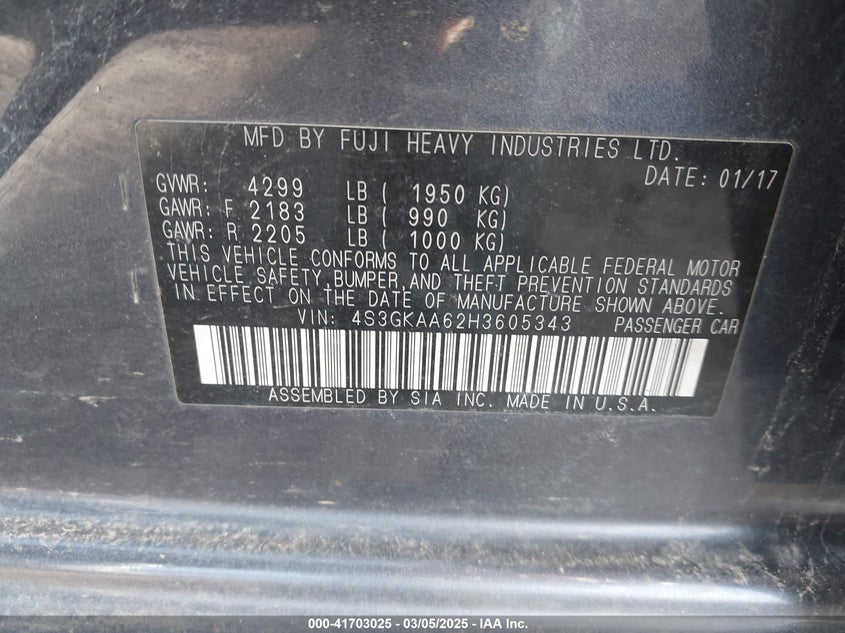 MFD BY FUJI HEAVY INDUSTRIES LTD.
DATE: 01/17
GVWR: 4299 LB ( 1950 KG)
GAWR: F 2183 LB ( 990 KG)
GAWR: R 2205 LB ( 1000 KG)
THIS VEHICLE CONFORMS TO ALL APPLICABLE FEDERAL MOTOR
VEHICLE SAFETY, BUMPER, AND THEFT PREVENTION STANDARDS
IN EFFECT ON THE DATE OF MANUFACTURE SHOWN ABOVE.
VIN: 4S3GKAA62H3605343 PASSENGER CAR
ASSEMBLED BY SIA INC. MADE IN U.S.A.
000-41703025 - 03/05/2025 - IAA Inc.